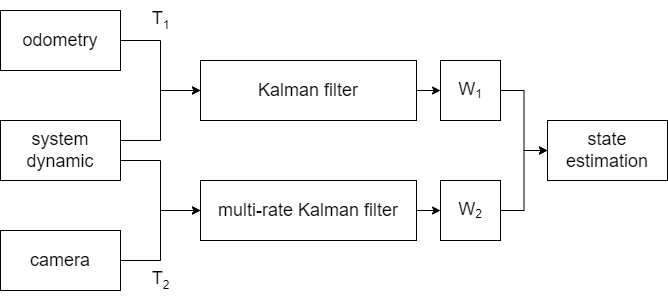 T₁
odometry
Kalman filter
W₁
system
dynamic
state
estimation
multi-rate Kalman filter
W₂
camera
T₂